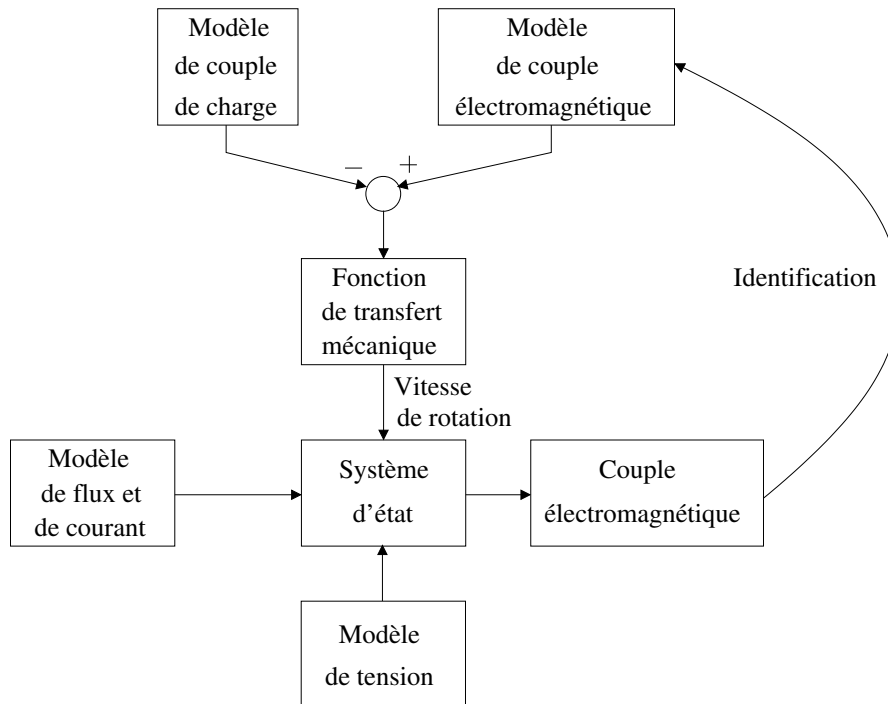 Modèle
de couple
de charge
Modèle
de couple
électromagnétique
− +
Fonction
de transfert
mécanique
Identification
Vitesse
de rotation
Modèle
de flux et
de courant
Système
d’état
Couple
électromagnétique
Modèle
de tension